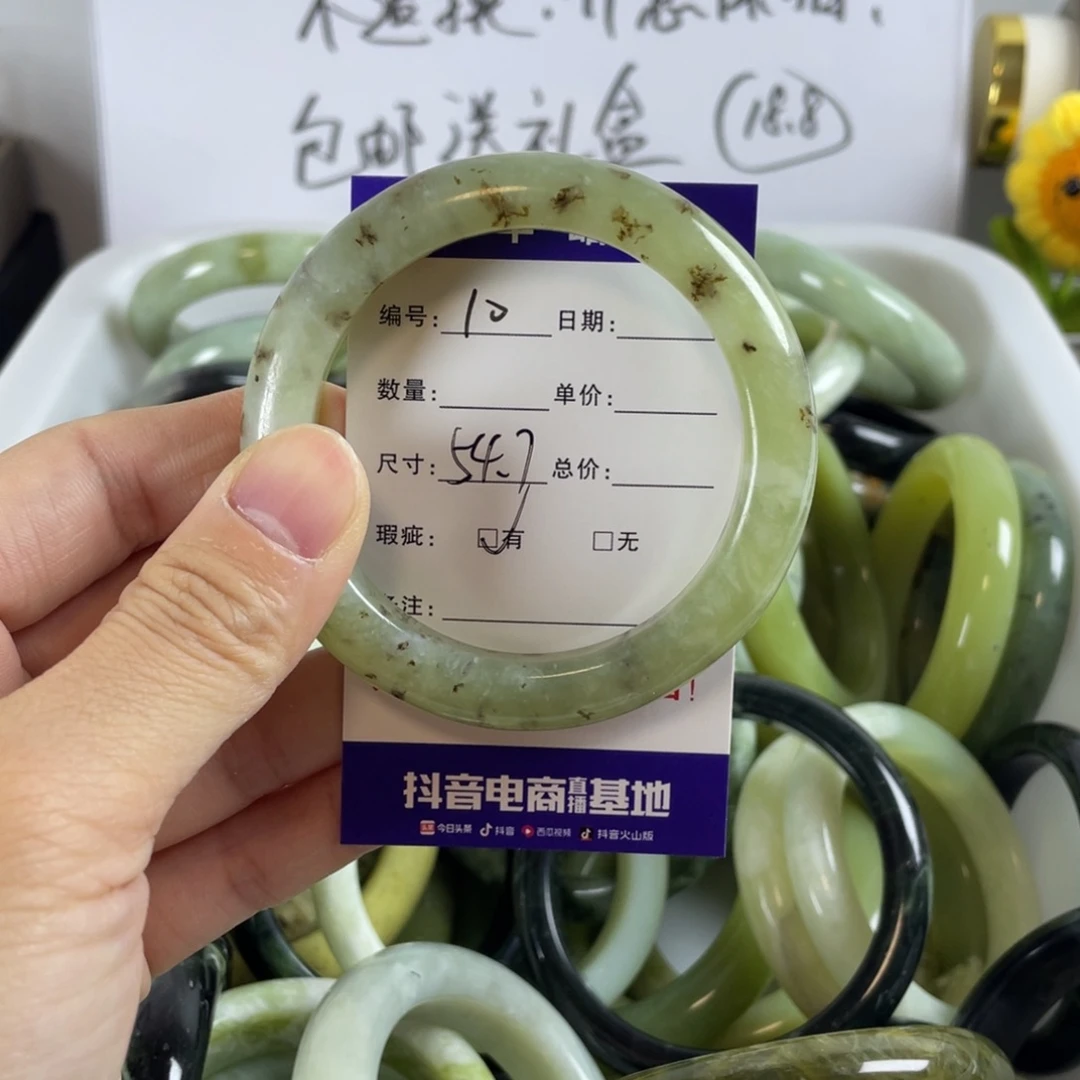 包邮送礼盒 18.8
编号: 10 日期:
数量: 单价:
尺寸: 54.7 总价:
瑕疵: ☑有 ☐无
注:
!
抖音电商直播基地
今日头条 抖音 西瓜视频 抖音火山版